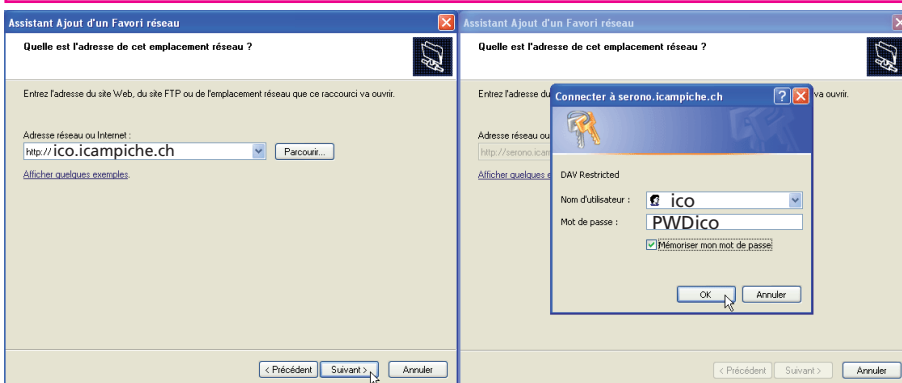 Assistant Ajout d'un Favori réseau
Quelle est l'adresse de cet emplacement réseau ?
Entrez l'adresse du site Web, du site FTP ou de l'emplacement réseau que ce raccourci va ouvrir.
Adresse réseau ou Internet :
http://ico.icampiche.ch
Parcourir...
Afficher quelques exemples.
< Précédent
Suivant >
Annuler
Assistant Ajout d'un Favori réseau
Quelle est l'adresse de cet emplacement réseau ?
Entrez l'adresse du
va ouvrir.
Adresse réseau ou
http://serono.icam
Afficher quelques e
Connecter à serono.icampiche.ch
DAV Restricted
Nom d'utilisateur :
ico
Mot de passe :
PWDico
Mémoriser mon mot de passe
OK
Annuler
< Précédent
Suivant >
Annuler